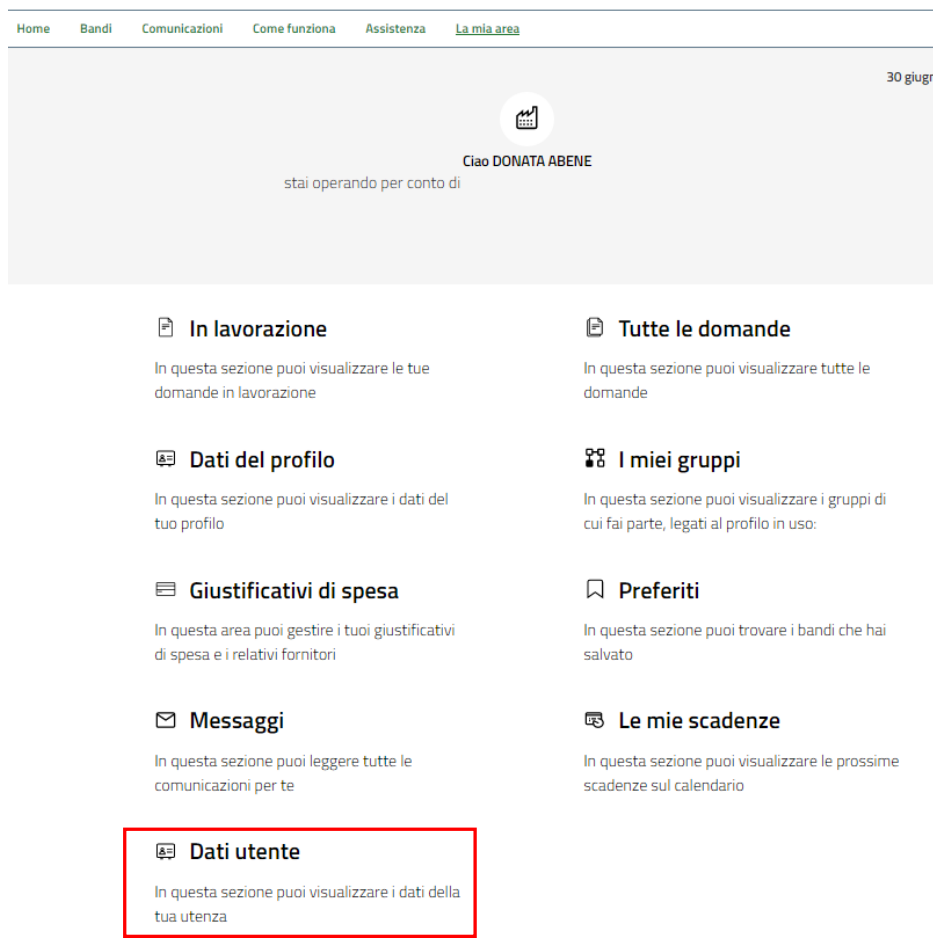 Home Bandi Comunicazioni Come funziona Assistenza La mia area
30 giugr
Ciao DONATA ABENE
stai operando per conto di
In lavorazione
In questa sezione puoi visualizzare le tue
domande in lavorazione
Tutte le domande
In questa sezione puoi visualizzare tutte le
domande
Dati del profilo
In questa sezione puoi visualizzare i dati del
tuo profilo
I miei gruppi
In questa sezione puoi visualizzare i gruppi di
cui fai parte, legati al profilo in uso:
Giustificativi di spesa
In questa area puoi gestire i tuoi giustificativi
di spesa e i relativi fornitori
Preferiti
In questa sezione puoi trovare i bandi che hai
salvato
Messaggi
In questa sezione puoi leggere tutte le
comunicazioni per te
Le mie scadenze
In questa sezione puoi visualizzare le prossime
scadenze sul calendario
Dati utente
In questa sezione puoi visualizzare i dati della
tua utenza